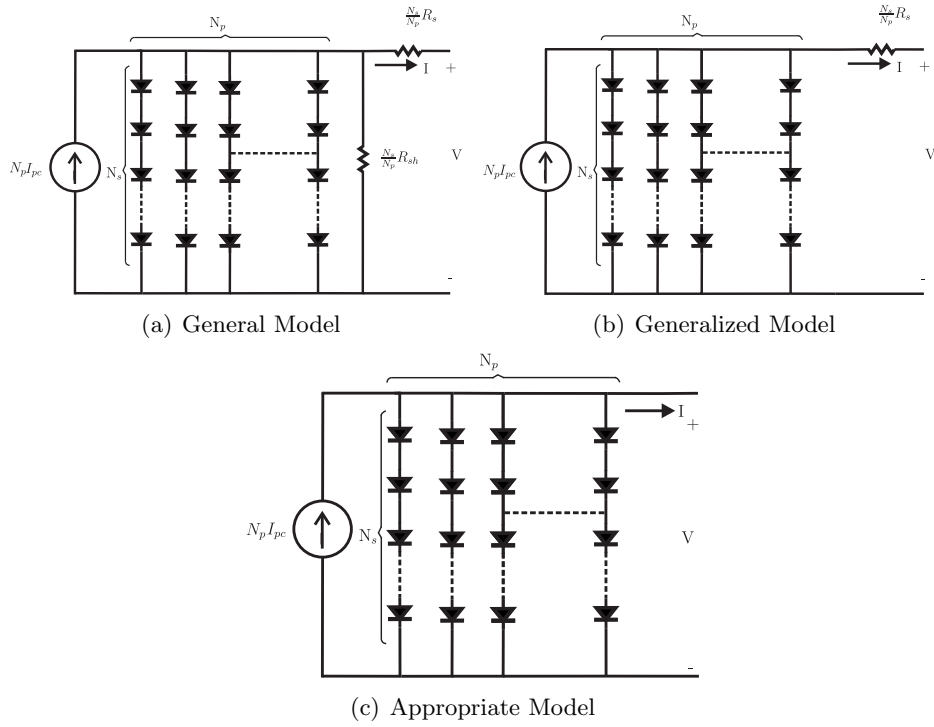 N_p
N_s/N_p R_s
I
+
N_s
N_pI_pc
N_s/N_p R_sh
V
-
(a) General Model
N_p
N_s/N_p R_s
I
+
N_s
N_pI_pc
V
-
(b) Generalized Model
N_p
I
+
N_s
N_pI_pc
V
-
(c) Appropriate Model